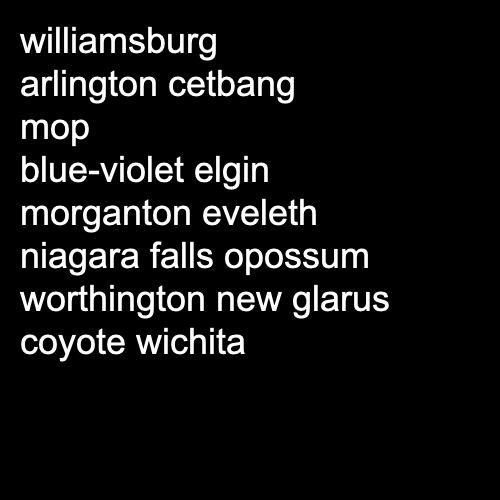 williamsburg
arlington cetbang
mop
blue-violet elgin
morganton eveleth
niagara falls opossum
worthington new glarus
coyote wichita